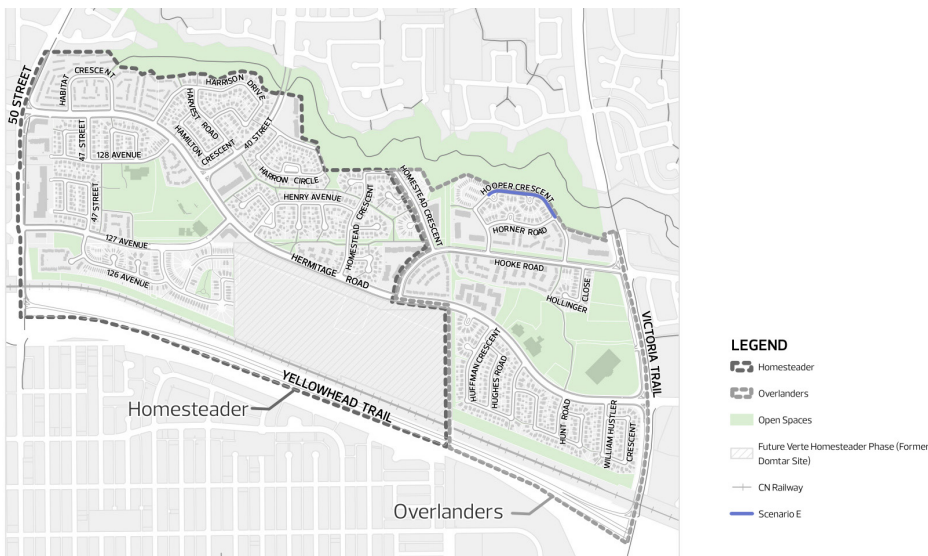 50 STREET
HABITAT
CRESCENT
HARRISON
DRIVE
HARVEST ROAD
HAMILTON
CRESCENT
40 STREET
47 STREET
128 AVENUE
47 STREET
HARROW CIRCLE
HENRY AVENUE
HOMESTEAD CRESCENT
HOMESTEAD CRESCENT
HOOPER CRESCENT
HORNER ROAD
127 AVENUE
126 AVENUE
HERMITAGE
ROAD
HOOKE ROAD
HOLLINGER
CLOSE
VICTORIA TRAIL
HUFFMAN CRESCENT
HUGHES ROAD
HUNT ROAD
WILLIAM HUSTLER
CRESCENT
YELLOWHEAD TRAIL
Homesteader
Overlanders
LEGEND
Homesteader
Overlanders
Open Spaces
Future Verte Homesteader Phase (Former
Domtar Site)
CN Railway
Scenario E